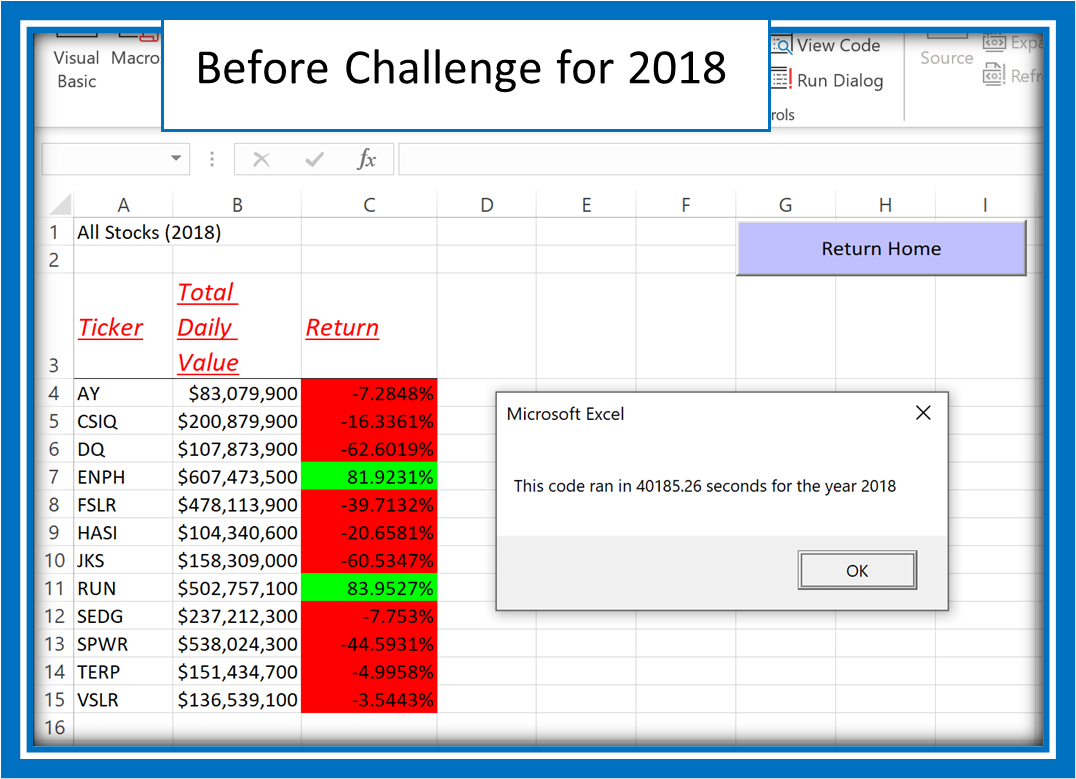 Before Challenge for 2018
Visual Basic
Macro
View Code
Run Dialog
rols
Source
Expa
Refr
fx
A B C D E F G H I
1 All Stocks (2018)
Return Home
2
3 Ticker Total Daily Value Return
4 AY $83,079,900 -7.2848%
5 CSIQ $200,879,900 -16.3361%
6 DQ $107,873,900 -62.6019%
7 ENPH $607,473,500 81.9231%
8 FSLR $478,113,900 -39.7132%
9 HASI $104,340,600 -20.6581%
10 JKS $158,309,000 -60.5347%
11 RUN $502,757,100 83.9527%
12 SEDG $237,212,300 -7.753%
13 SPWR $538,024,300 -44.5931%
14 TERP $151,434,700 -4.9958%
15 VSLR $136,539,100 -3.5443%
16
Microsoft Excel
This code ran in 40185.26 seconds for the year 2018
OK